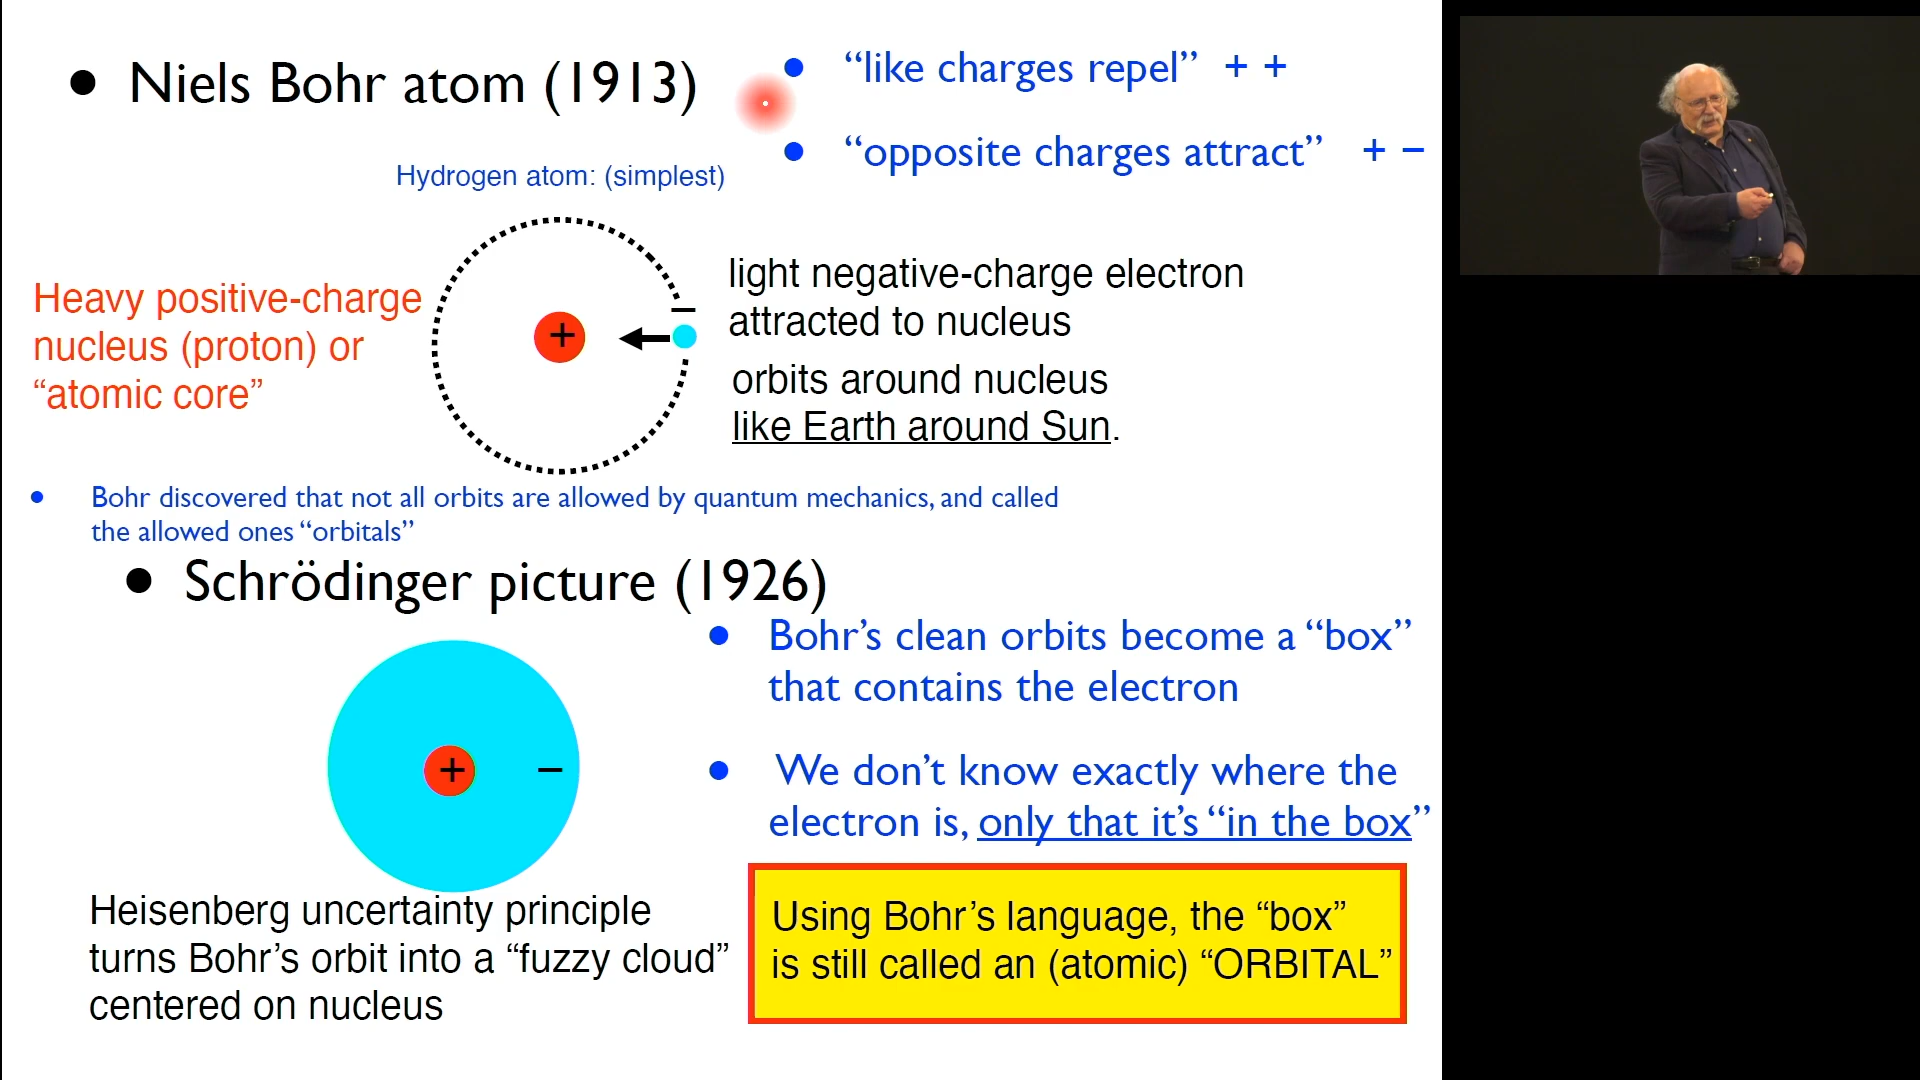 • Niels Bohr atom (1913)
• “like charges repel” + +
• “opposite charges attract” + −
Hydrogen atom: (simplest)
Heavy positive-charge
nucleus (proton) or
“atomic core”
+
−
light negative-charge electron
attracted to nucleus
orbits around nucleus
like Earth around Sun.
• Bohr discovered that not all orbits are allowed by quantum mechanics, and called
the allowed ones “orbitals”
• Schrödinger picture (1926)
• Bohr’s clean orbits become a “box”
that contains the electron
+ −
• We don’t know exactly where the
electron is, only that it’s “in the box”
Heisenberg uncertainty principle
turns Bohr’s orbit into a “fuzzy cloud”
centered on nucleus
Using Bohr’s language, the “box”
is still called an (atomic) “ORBITAL”